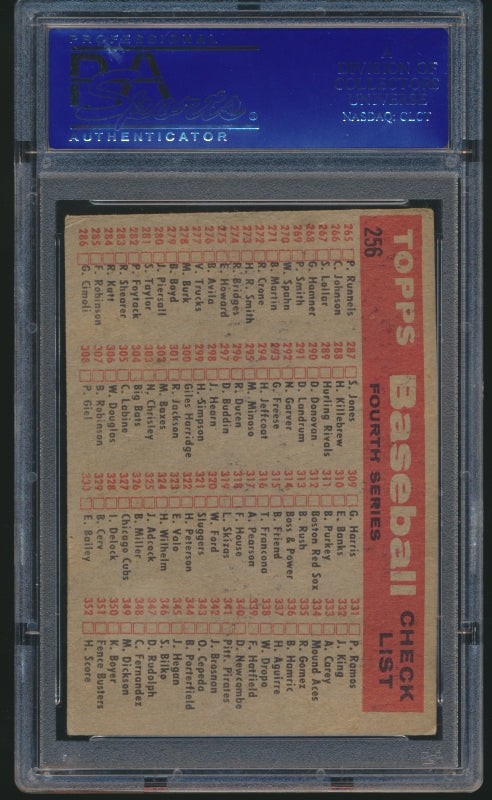 PROFESSIONAL
PSA
Sports®
AUTHENTICATOR
A
DIVISION OF
COLLECTORS
UNIVERSE
NASDAQ: CLCT
256
TOPPS Baseball CHECK LIST
FOURTH SERIES
265 P. Runnels
266 C. Johnson
267 S. Lollar
268 G. Hamner
269 P. Smith
270 W. Spahn
271 B. Martin
272 R. Crone
273 H. R. Smith
274 R. Bridges
275 E. Howard
276 B. Avila
277 V. Trucks
278 M. Burk
279 B. Boyd
280 J. Piersall
281 S. Taylor
282 P. Foytack
283 R. Shearer
284 R. Katt
285 F. Robinson
286 G. Cimoli
287 S. Jones
288 H. Killebrew
289 Hurling Rivals
290 D. Donovan
291 D. Landrum
292 N. Garver
293 G. Freese
294 H. Jeffcoat
295 M. Minoso
296 R. Ducen
297 D. Buddin
298 J. Hearn
299 H. Simpson
300 Giles Harridge
301 R. Jackson
302 M. Baxes
303 N. Chrisley
304 Big Bats
305 C. Labine
306 W. Douglas
307 B. Robinson
308 P. Giel
309 G. Harris
310 E. Banks
311 B. Purkey
312 Boston Red Sox
313 B. Rush
314 Boss & Power
315 B. Friend
316 T. Francona
317 A. Pearson
318 F. House
319 L. Skizas
320 W. Ford
321 Sluggers
322 H. Peterson
323 E. Valo
324 H. Wilhelm
325 J. Adcock
326 B. Miller
327 Chicago Cubs
328 I. Delock
329 B. Cerv
333 E. Bailey
331 P. Ramos
332 J. King
333 A. Carey
334 Mound Aces
335 R. Gomez
336 B. Hamric
337 H. Aguirre
338 W. Dropo
339 F. Hatfield
340 D. Newcombe
341 Pitt. Pirates
342 J. Brosnan
343 O. Cepeda
344 B. Porterfield
345 J. Hegan
346 S. Bilko
347 D. Rudolph
348 C. Fernandez
349 M. Dickson
350 K. Boyer
351 Fence Busters
352 H. Score